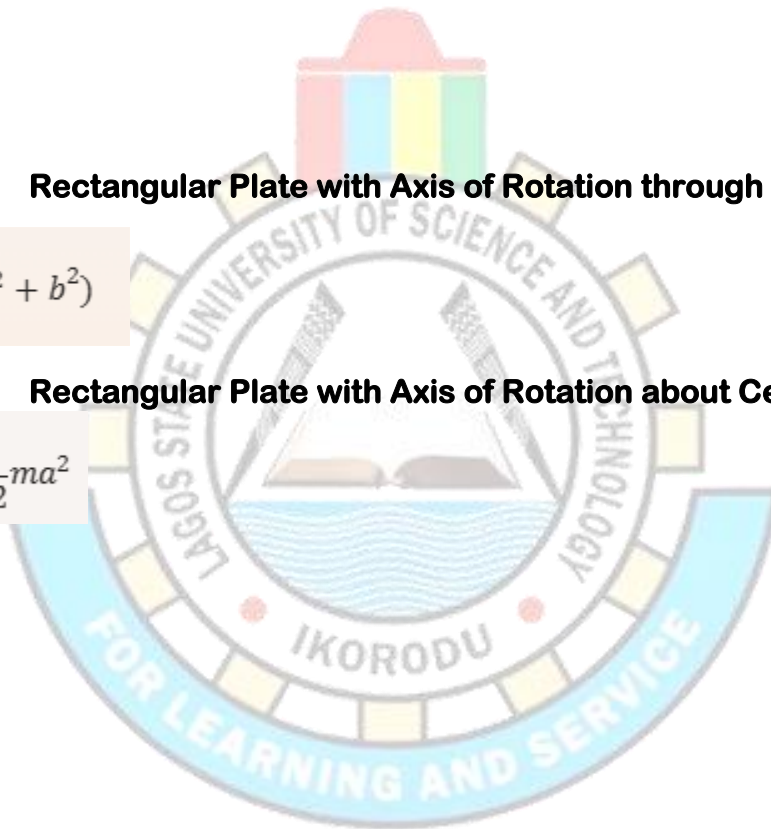 Rectangular Plate with Axis of Rotation through
+ b²)
Rectangular Plate with Axis of Rotation about Ce
ma²
LAGOS STATE UNIVERSITY OF SCIENCE AND TECHNOLOGY
IKORODU
FOR LEARNING AND SERVICE